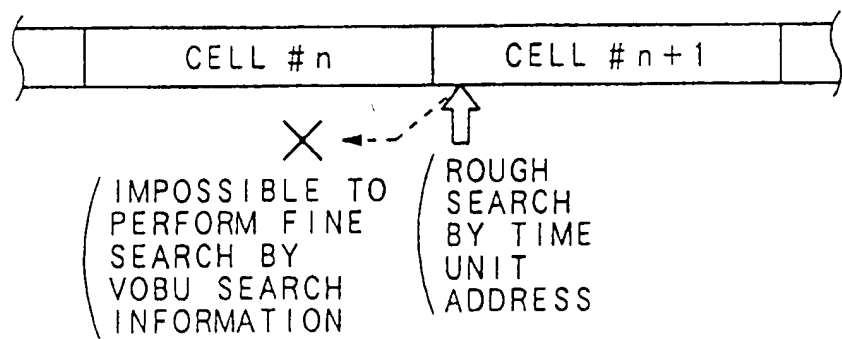 CELL #n
CELL #n+1
IMPOSSIBLE TO
PERFORM FINE
SEARCH BY
VOBU SEARCH
INFORMATION
ROUGH
SEARCH
BY TIME
UNIT
ADDRESS